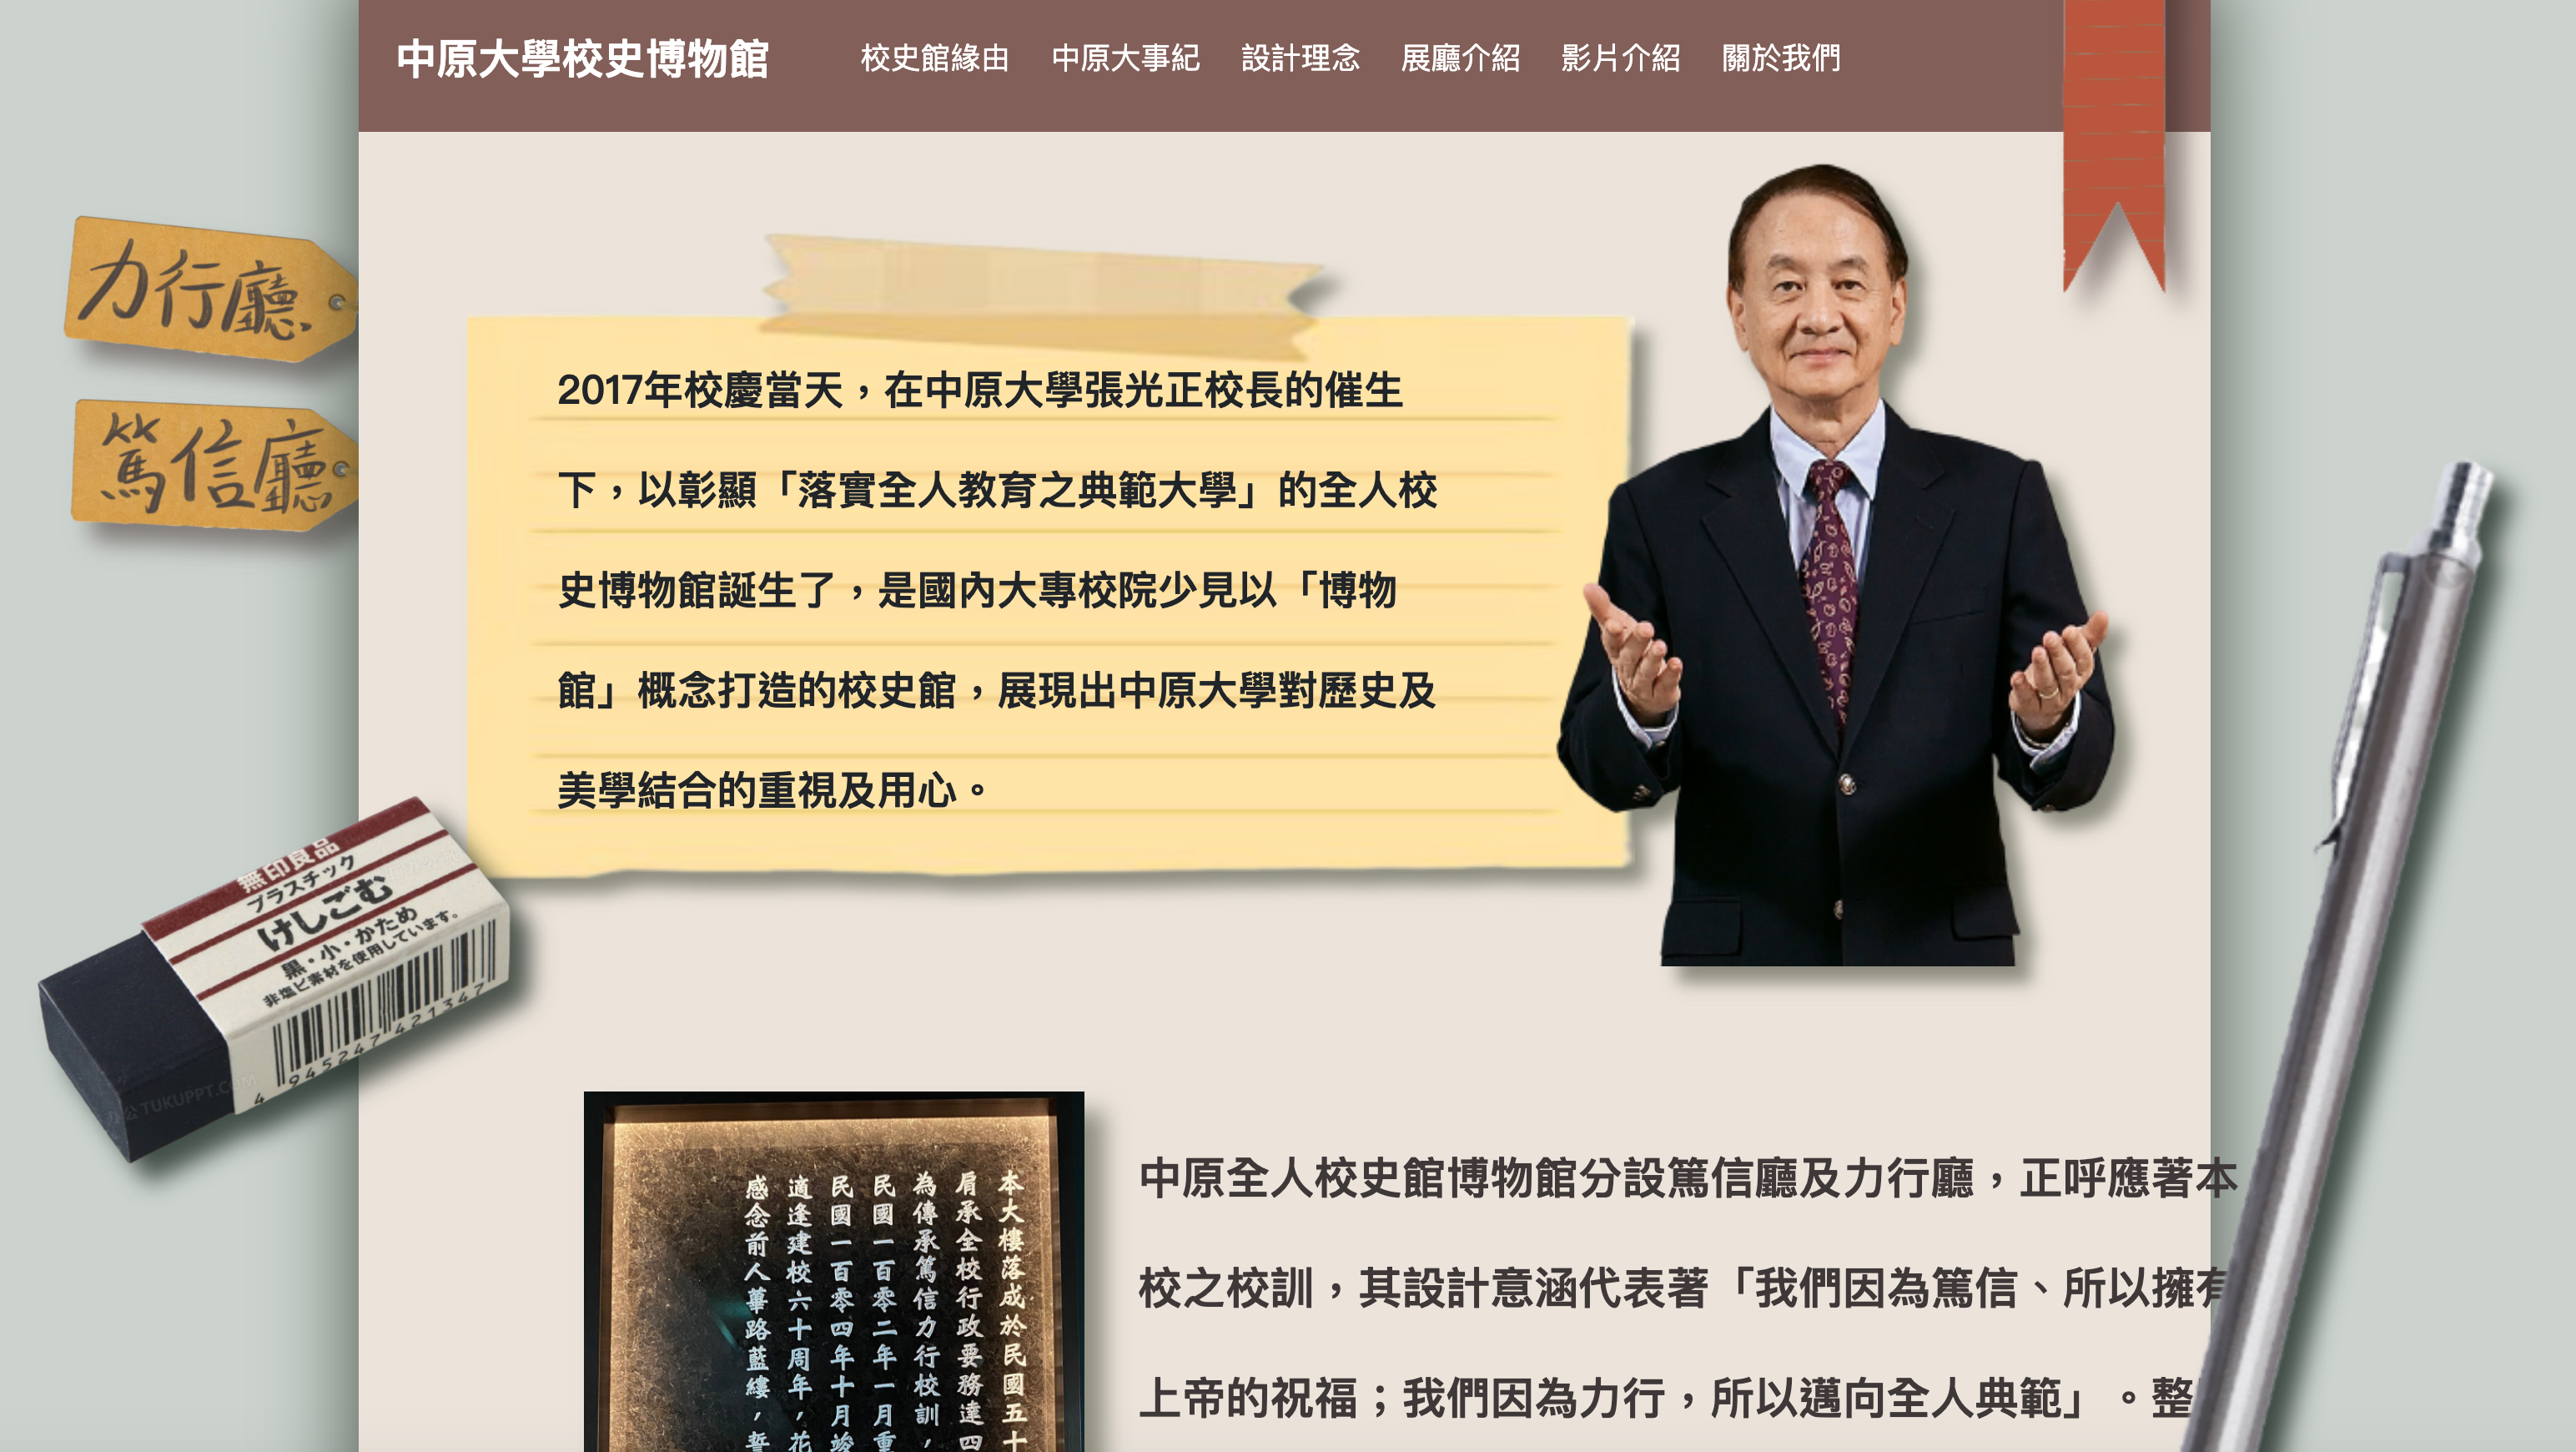 中原大學校史博物館
校史館緣由
中原大事紀
設計理念
展廳介紹
影片介紹
關於我們
力行廳
篤信廳
2017年校慶當天，在中原大學張光正校長的催生
下，以彰顯「落實全人教育之典範大學」的全人校
史博物館誕生了，是國內大專校院少見以「博物
館」概念打造的校史館，展現出中原大學對歷史及
美學結合的重視及用心。
無印良品
プラスチック
けしごむ
黒・小・かため
非塩ビ素材を使用しています。
4 945247 421347
TUKUPPT.COM
本大樓落成於民國五十
肩承全校行政要務達四
為傳承篤信力行校訓，
民國一百零二年一月重
民國一百零四年十月竣
適逢建校六十周年，花
感念前人蓽路藍縷，誓
中原全人校史館博物館分設篤信廳及力行廳，正呼應著本
校之校訓，其設計意涵代表著「我們因為篤信、所以擁有
上帝的祝福；我們因為力行，所以邁向全人典範」。整